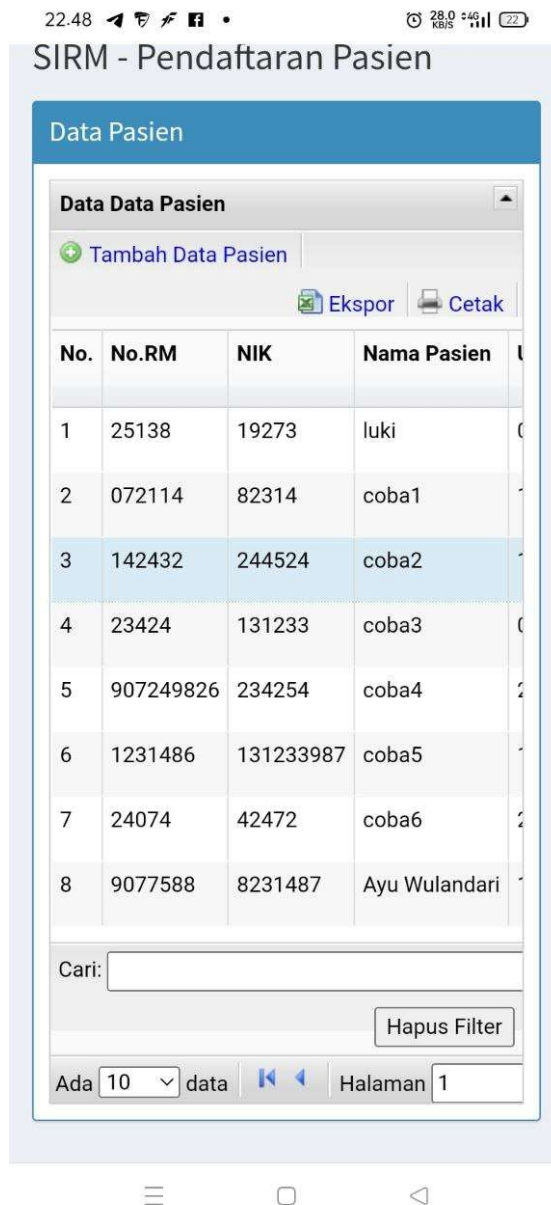 22.48 28.0 KB/S 4G 22
SIRM - Pendaftaran Pasien
Data Pasien
Data Data Pasien
Tambah Data Pasien
Ekspor Cetak
No. No.RM NIK Nama Pasien
1 25138 19273 luki
2 072114 82314 coba1
3 142432 244524 coba2
4 23424 131233 coba3
5 907249826 234254 coba4
6 1231486 131233987 coba5
7 24074 42472 coba6
8 9077588 8231487 Ayu Wulandari
Cari:
Hapus Filter
Ada 10 data Halaman 1